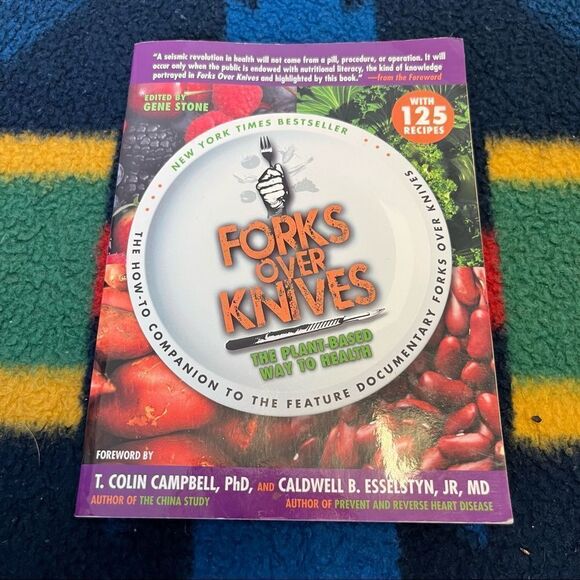 "A seismic revolution in health will not come from a pill, procedure, or operation. It will
occur only when the public is endowed with nutritional literacy, the kind of knowledge
portrayed in Forks Over Knives and highlighted by this book." —from the Foreword
EDITED BY
GENE STONE
WITH
125
RECIPES
NEW YORK TIMES BESTSELLER
THE HOW-TO COMPANION TO THE FEATURE DOCUMENTARY FORKS OVER KNIVES
FORKS
OVER
KNIVES
THE PLANT-BASED
WAY TO HEALTH
FOREWORD BY
T. COLIN CAMPBELL, PhD, AND CALDWELL B. ESSELSTYN, JR, MD
AUTHOR OF THE CHINA STUDY AUTHOR OF PREVENT AND REVERSE HEART DISEASE